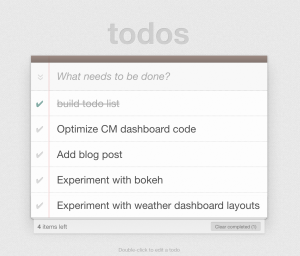 todos
What needs to be done?
build todo list
Optimize CM dashboard code
Add blog post
Experiment with bokeh
Experiment with weather dashboard layouts
4 items left
Clear completed (1)
Double-click to edit a todo.